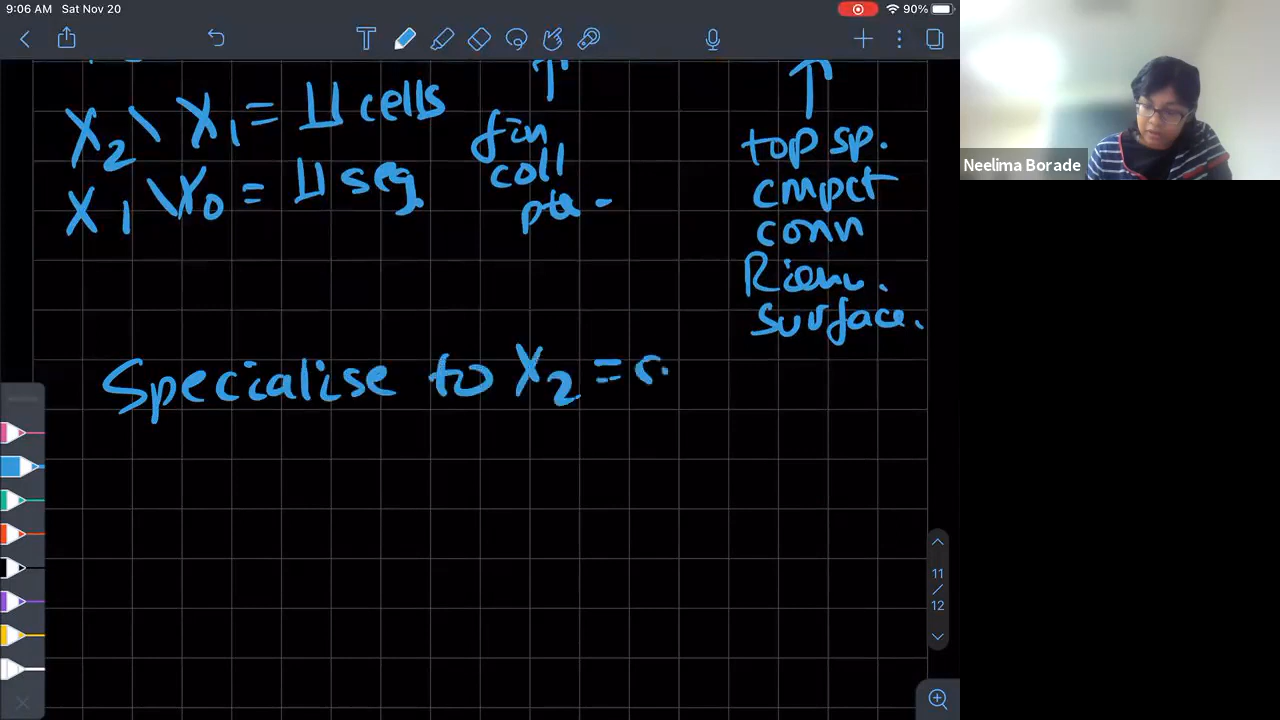 9:06 AM Sat Nov 20
90%
X₂ \ X₁ = ⊔ cells
X₁ \ X₀ = ⊔ seg.
↑
fin
coll
pts.
↑
top sp.
cmpct
conn
Riem.
surface.
Specialise to X₂ =
11
/
12
Neelima Borade